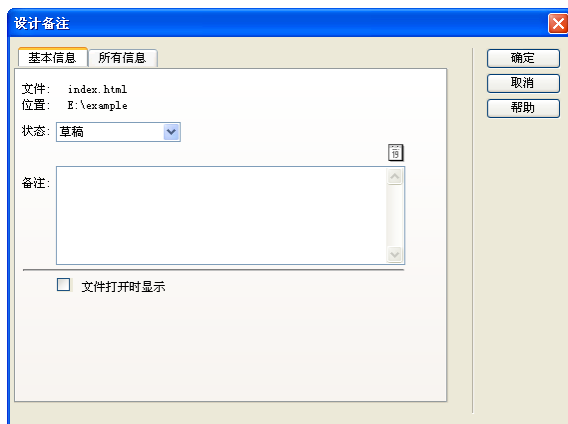 设计备注
基本信息 所有信息
确定
取消
帮助
文件: index.html
位置: E:\example
状态: 草稿
19
备注:
文件打开时显示